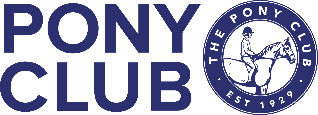 PONY
CLUB
THE PONY CLUB
EST 1929